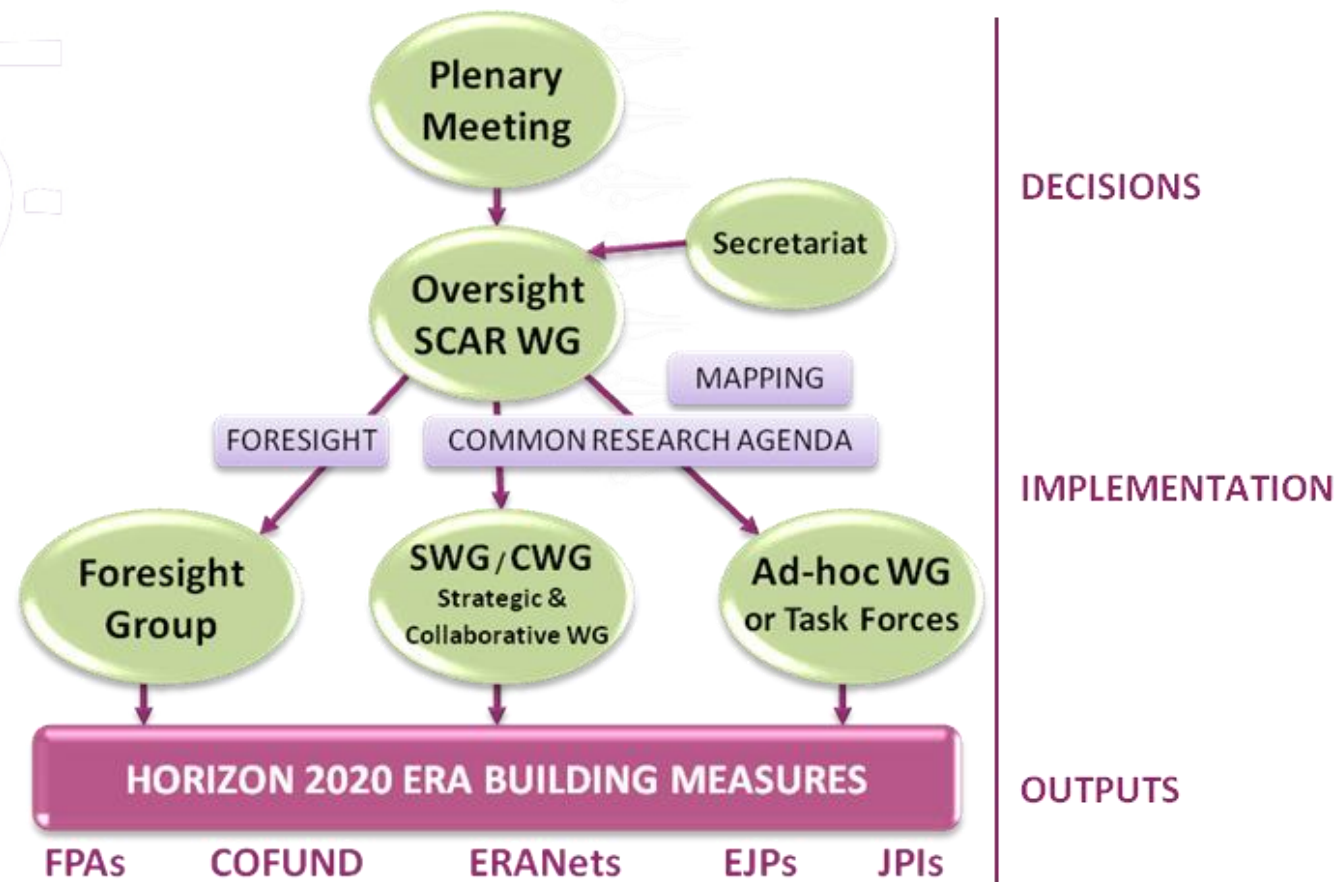 Plenary
Meeting
DECISIONS
Secretariat
Oversight
SCAR WG
MAPPING
FORESIGHT
COMMON RESEARCH AGENDA
IMPLEMENTATION
Foresight
Group
SWG / CWG
Strategic &
Collaborative WG
Ad-hoc WG
or Task Forces
HORIZON 2020 ERA BUILDING MEASURES
OUTPUTS
FPAs COFUND ERANets EJPs JPIs